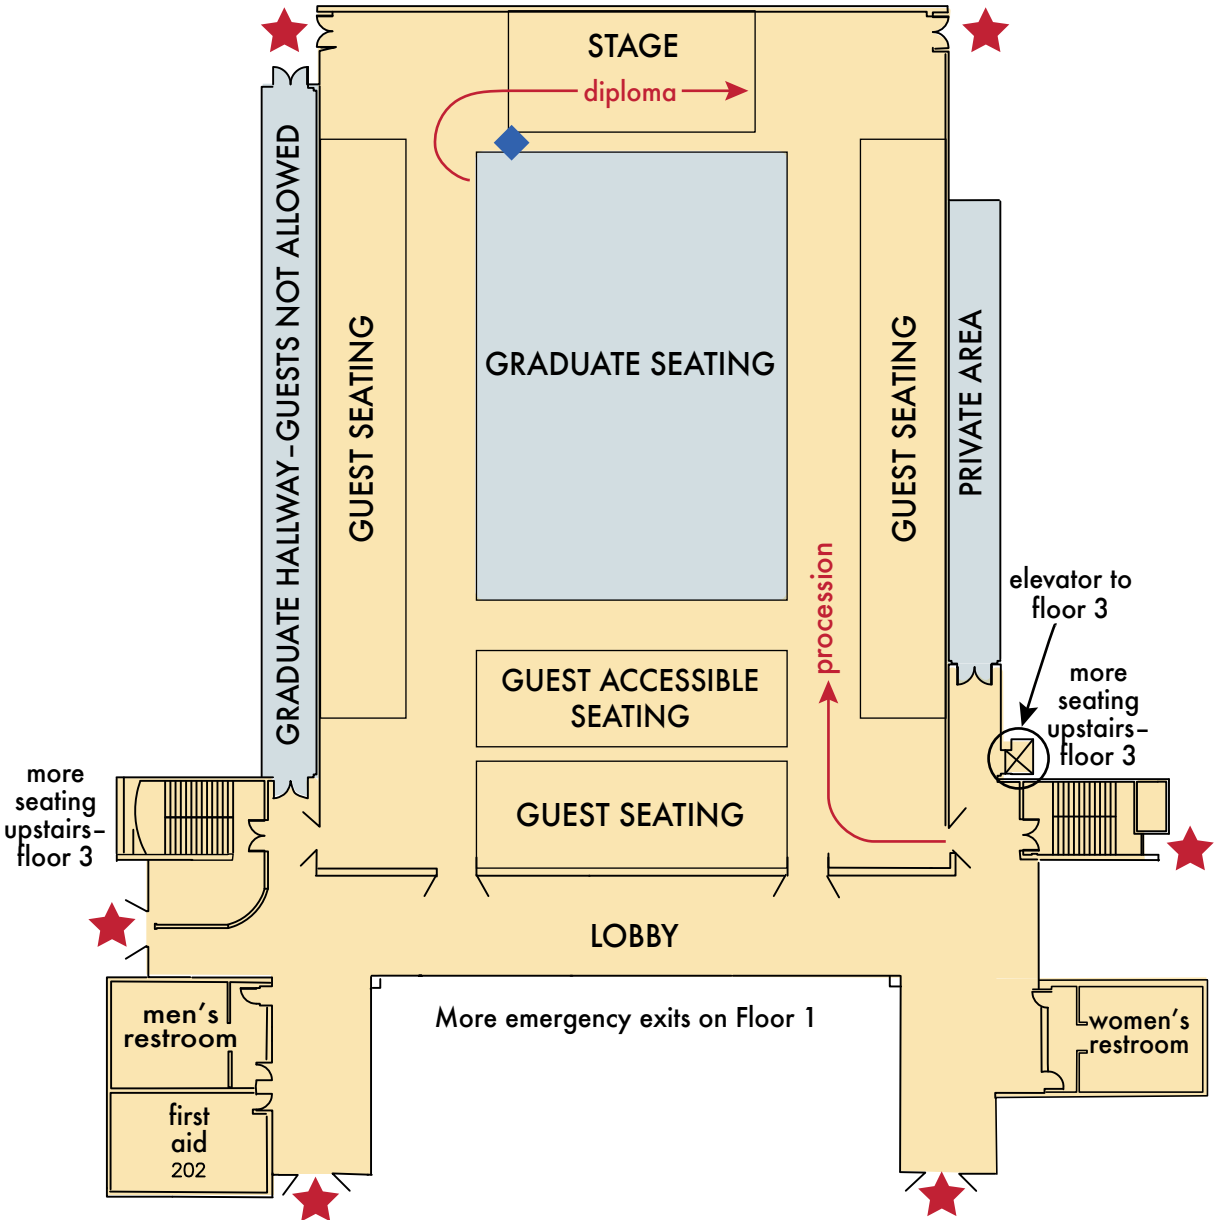 STAGE
diploma
GRADUATE HALLWAY–GUESTS NOT ALLOWED
GUEST SEATING
GRADUATE SEATING
GUEST SEATING
PRIVATE AREA
procession
elevator to
floor 3
GUEST ACCESSIBLE
SEATING
more
seating
upstairs–
floor 3
more
seating
upstairs–
floor 3
GUEST SEATING
LOBBY
men's
restroom
More emergency exits on Floor 1
women's
restroom
first
aid
202